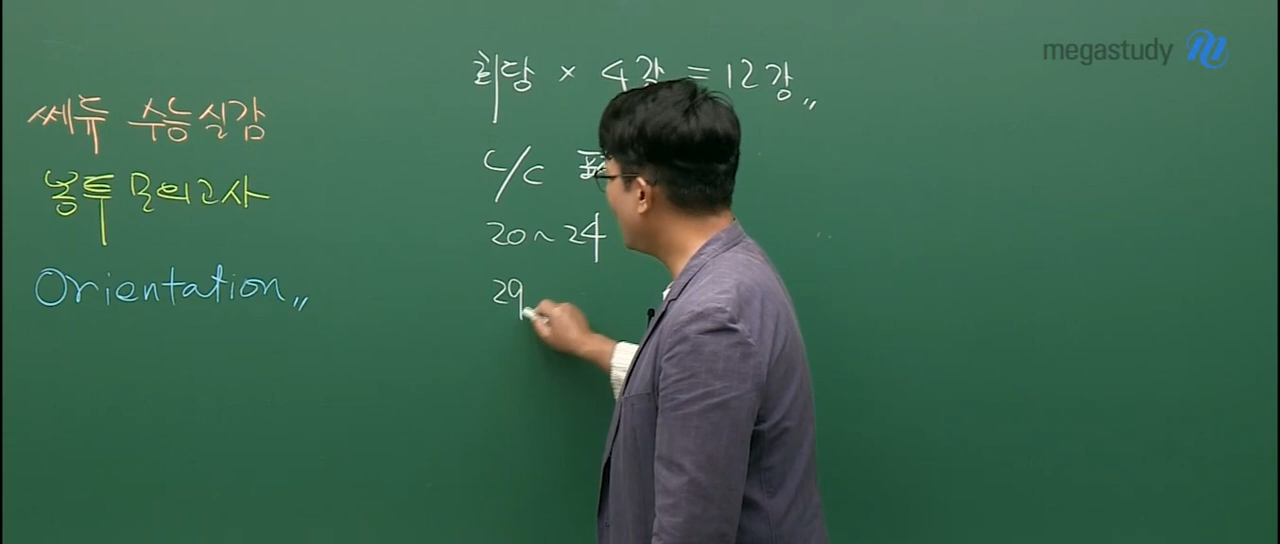 megastudy
쎄듀 수능실감
봉투모의고사
Orientation
회당 × 4강 = 12강
L/C
20~24
29